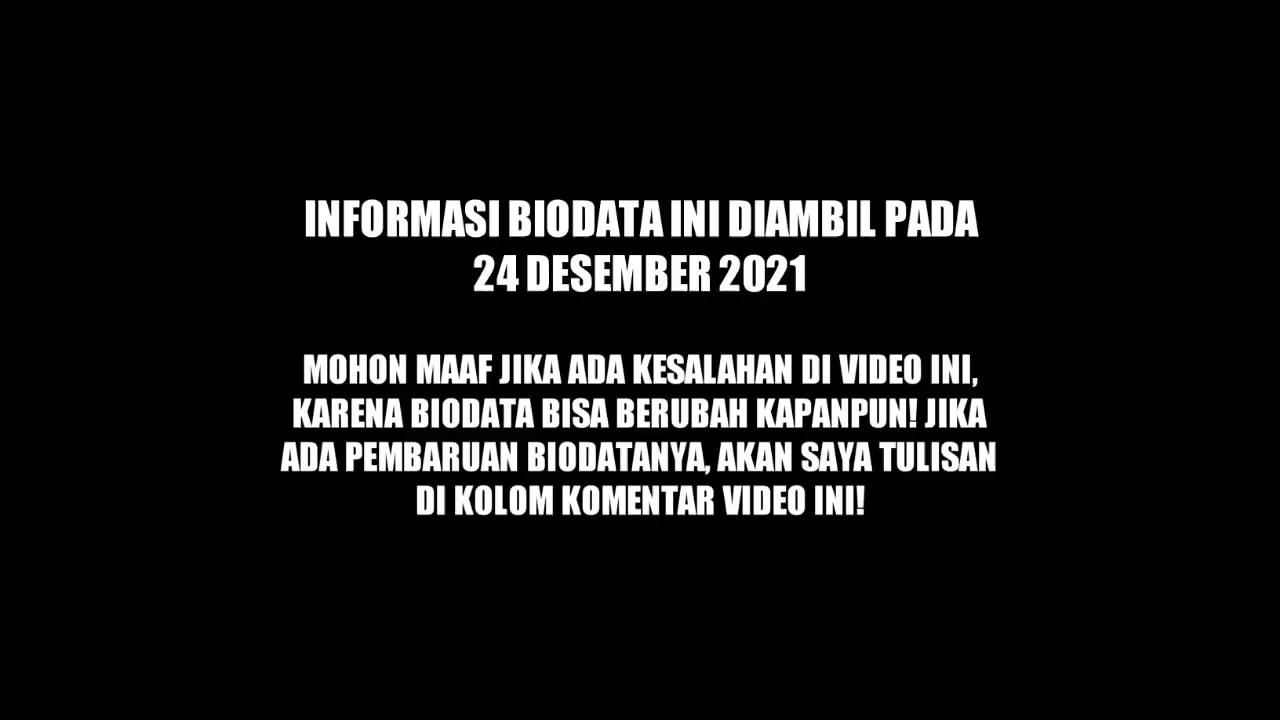 INFORMASI BIODATA INI DIAMBIL PADA
24 DESEMBER 2021
MOHON MAAF JIKA ADA KESALAHAN DI VIDEO INI,
KARENA BIODATA BISA BERUBAH KAPANPUN! JIKA
ADA PEMBARUAN BIODATANYA, AKAN SAYA TULISAN
DI KOLOM KOMENTAR VIDEO INI!